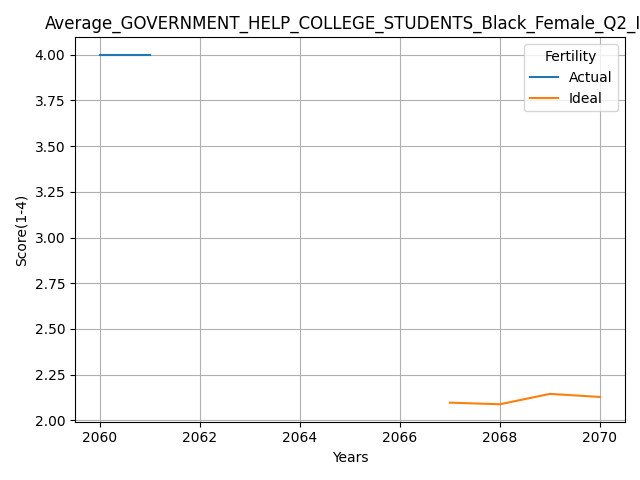 Average_GOVERNMENT_HELP_COLLEGE_STUDENTS_Black_Female_Q2_I
Fertility
Actual
Ideal
Score(1-4)
4.00
3.75
3.50
3.25
3.00
2.75
2.50
2.25
2.00
2060 2062 2064 2066 2068 2070
Years